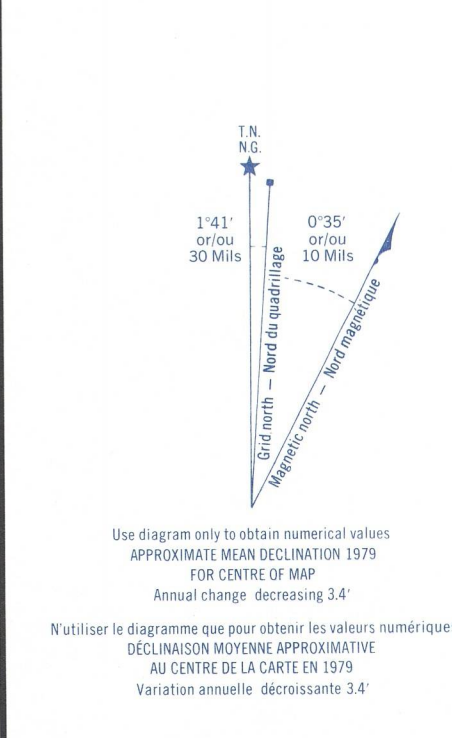 T.N.
N.G.
1°41′
or/ou
30 Mils
0°35′
or/ou
10 Mils
Grid north — Nord du quadrillage
Magnetic north — Nord magnétique
Use diagram only to obtain numerical values
APPROXIMATE MEAN DECLINATION 1979
FOR CENTRE OF MAP
Annual change decreasing 3.4′
N'utiliser le diagramme que pour obtenir les valeurs numérique
DÉCLINAISON MOYENNE APPROXIMATIVE
AU CENTRE DE LA CARTE EN 1979
Variation annuelle décroissante 3.4′